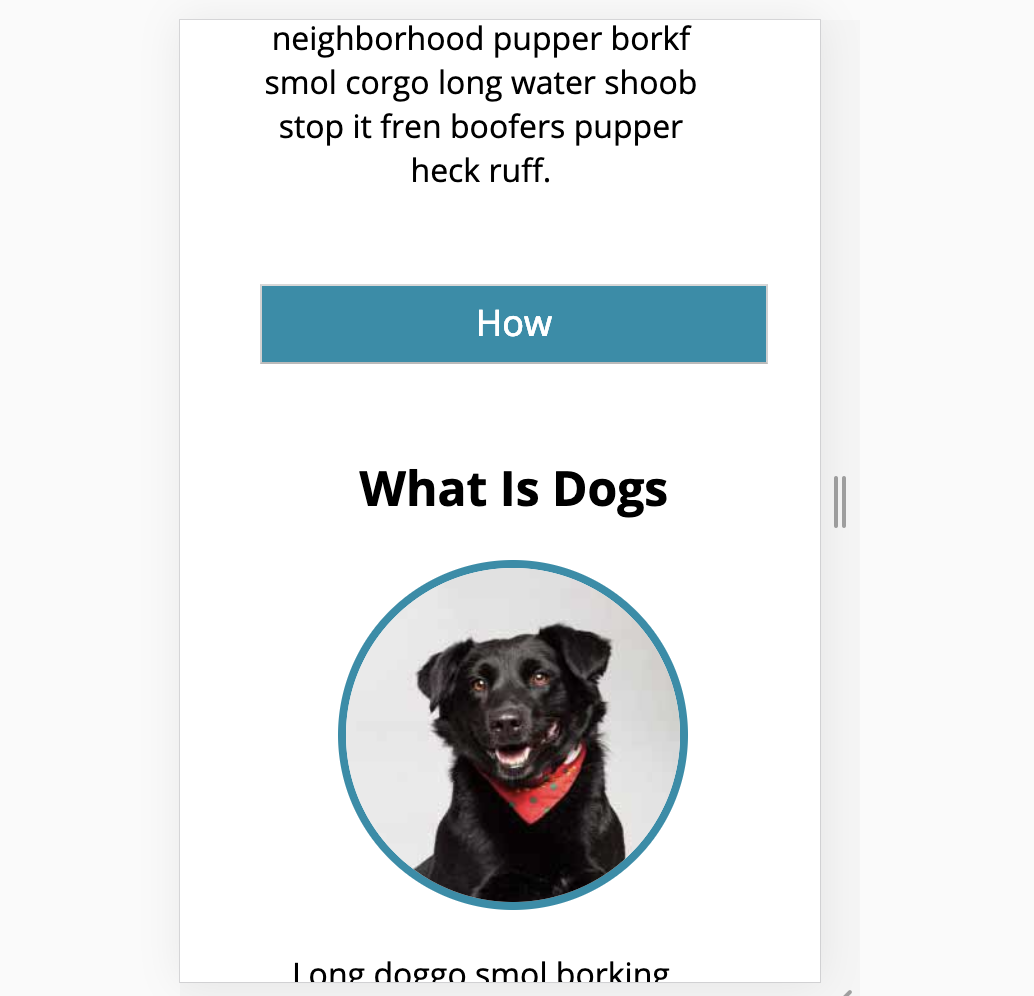 neighborhood pupper borkf
smol corgo long water shoob
stop it fren boofers pupper
heck ruff.
How
What Is Dogs
Long doggo smol borking